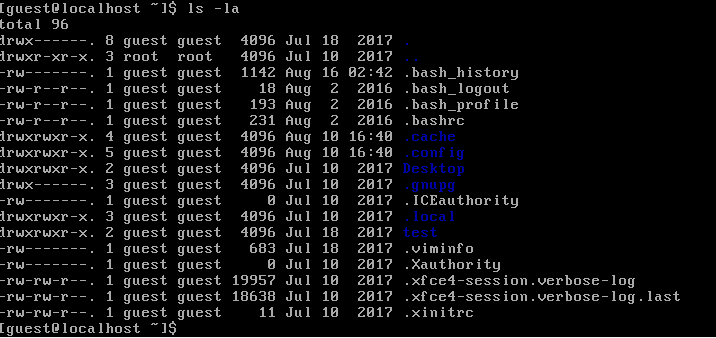 [guest@localhost ~]$ ls -la
total 96
drwx------. 8 guest guest  4096 Jul 18  2017 .
drwxr-xr-x. 3 root  root   4096 Jul 10  2017 ..
-rw-------. 1 guest guest  1142 Aug 16 02:42 .bash_history
-rw-r--r--. 1 guest guest    18 Aug  2  2016 .bash_logout
-rw-r--r--. 1 guest guest   193 Aug  2  2016 .bash_profile
-rw-r--r--. 1 guest guest   231 Aug  2  2016 .bashrc
drwxrwxr-x. 4 guest guest  4096 Aug 10 16:40 .cache
drwxrwxr-x. 5 guest guest  4096 Aug 10 16:40 .config
drwxrwxr-x. 2 guest guest  4096 Jul 10  2017 Desktop
drwx------. 3 guest guest  4096 Jul 10  2017 .gnupg
-rw-------. 1 guest guest     0 Jul 10  2017 .ICEauthority
drwxrwxr-x. 3 guest guest  4096 Jul 10  2017 .local
drwxrwxr-x. 2 guest guest  4096 Jul 18  2017 test
-rw-------. 1 guest guest   683 Jul 18  2017 .viminfo
-rw-------. 1 guest guest     0 Jul 10  2017 .Xauthority
-rw-rw-r--. 1 guest guest 19957 Jul 10  2017 .xfce4-session.verbose-log
-rw-rw-r--. 1 guest guest 18638 Jul 10  2017 .xfce4-session.verbose-log.last
-rw-rw-r--. 1 guest guest    11 Jul 10  2017 .xinitrc
[guest@localhost ~]$